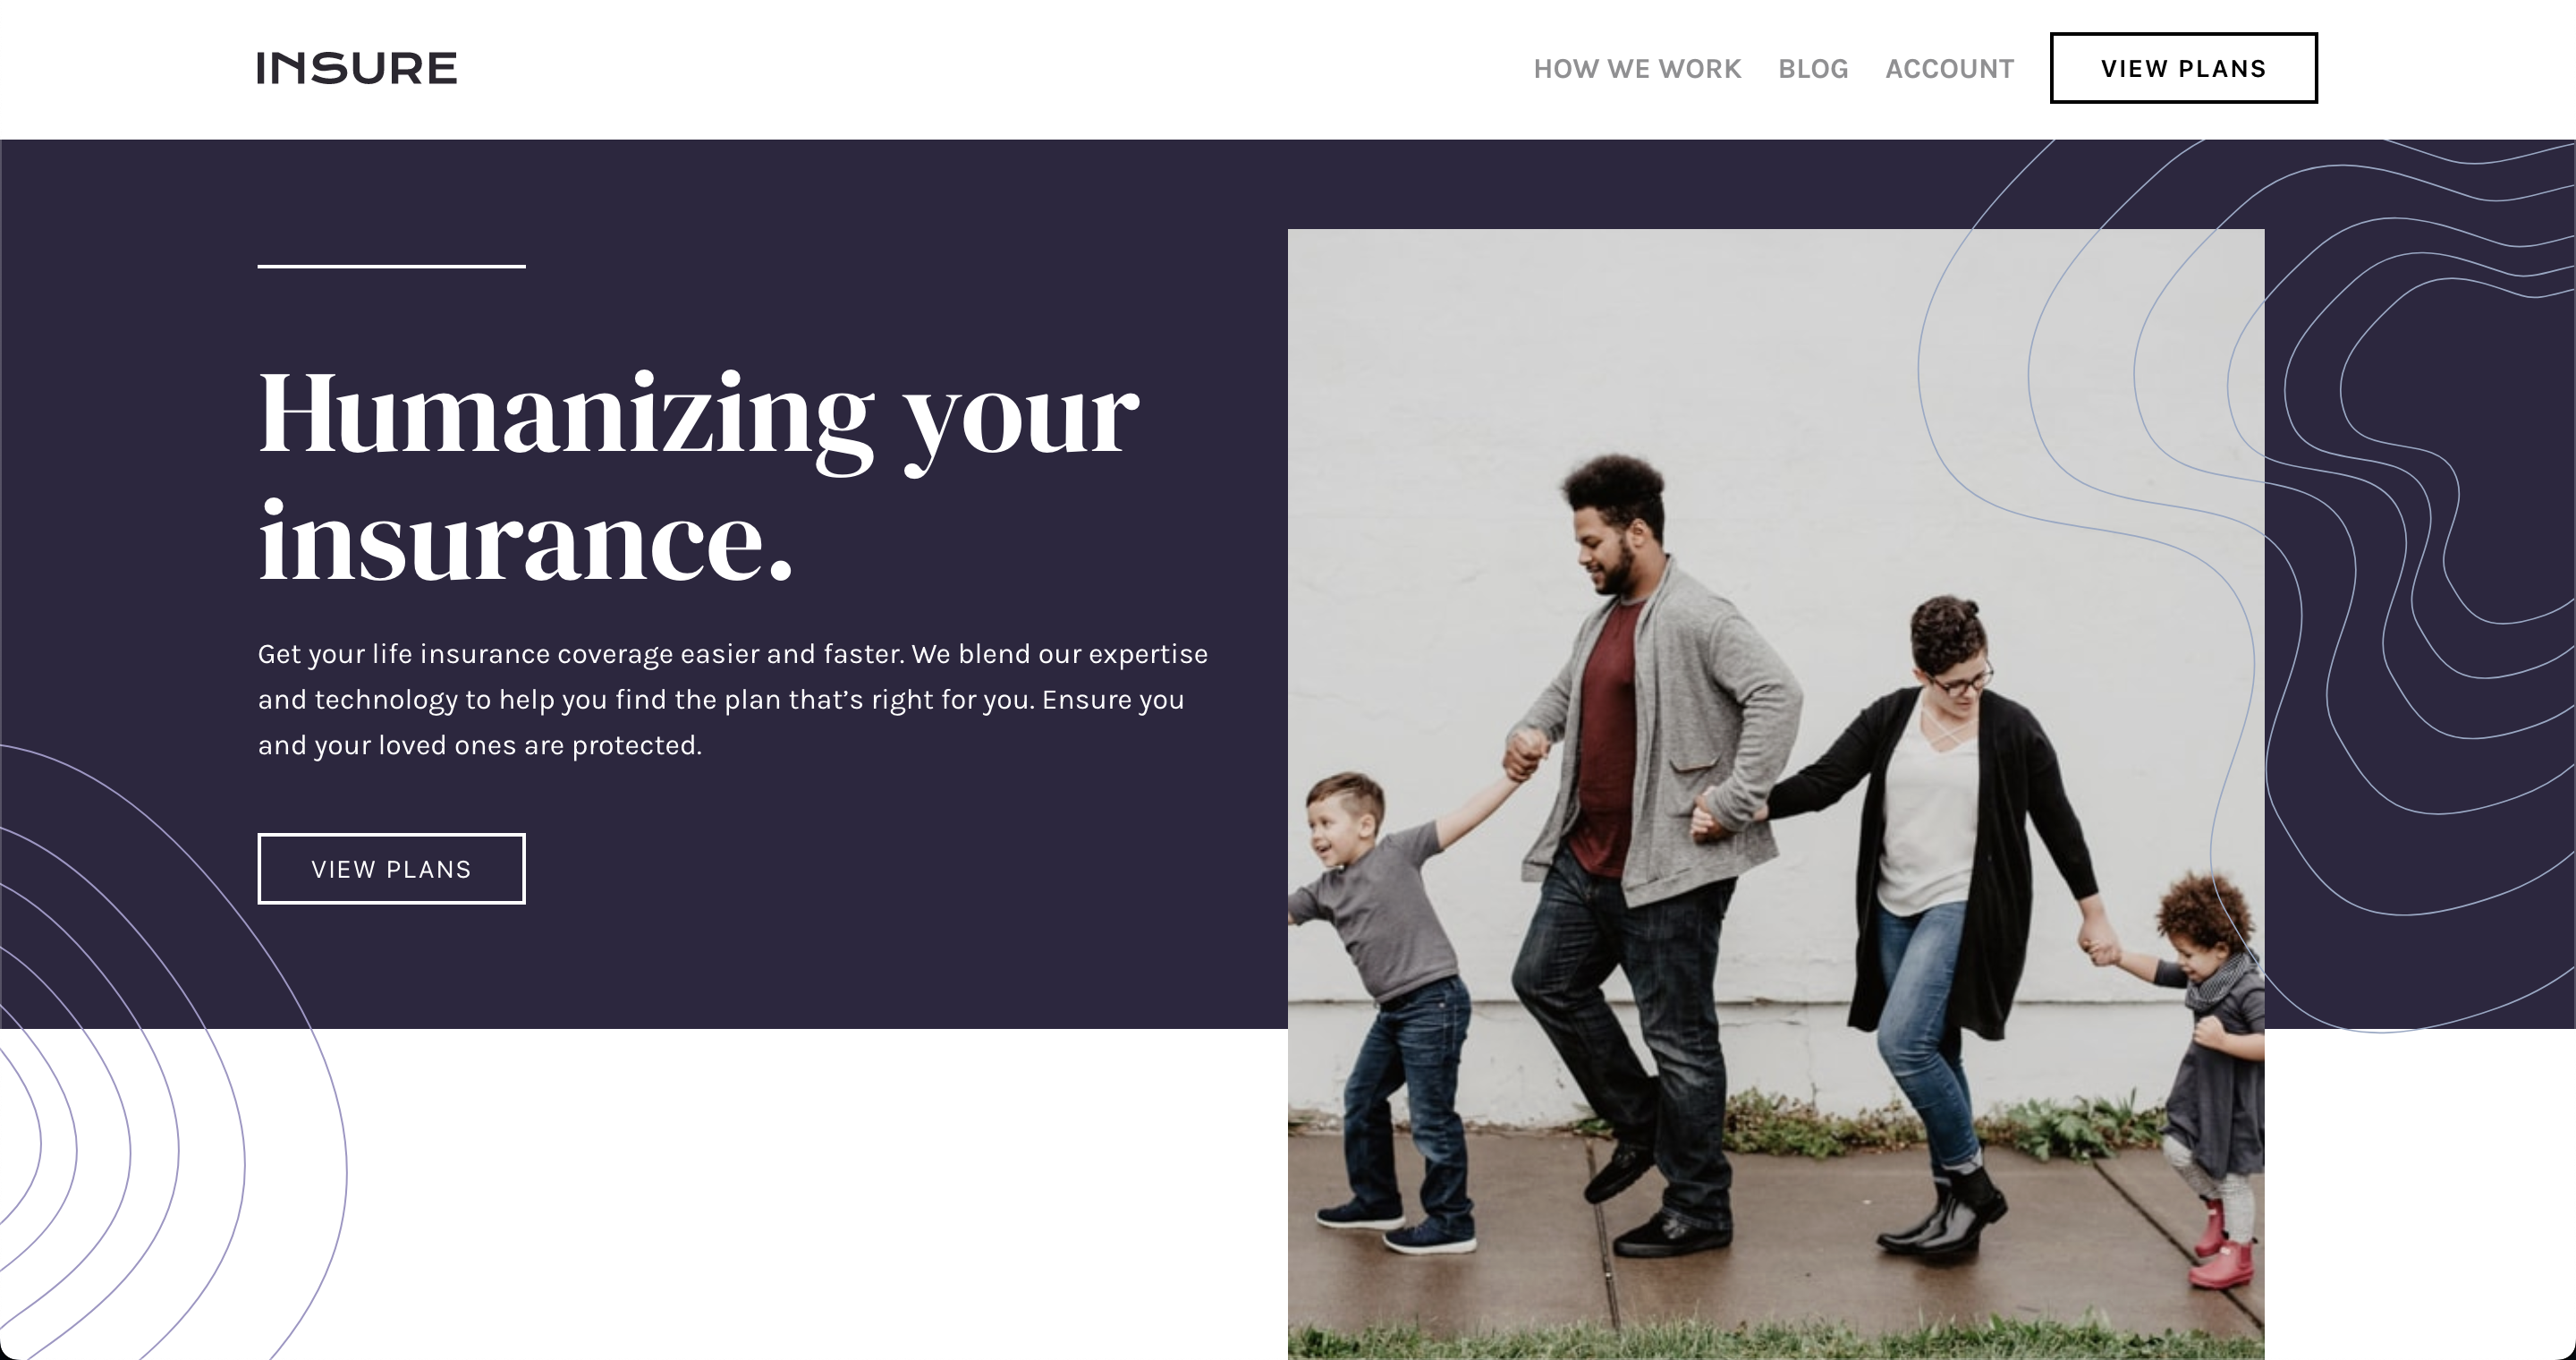 INSURE
HOW WE WORK BLOG ACCOUNT VIEW PLANS
Humanizing your
insurance.
Get your life insurance coverage easier and faster. We blend our expertise
and technology to help you find the plan that’s right for you. Ensure you
and your loved ones are protected.
VIEW PLANS